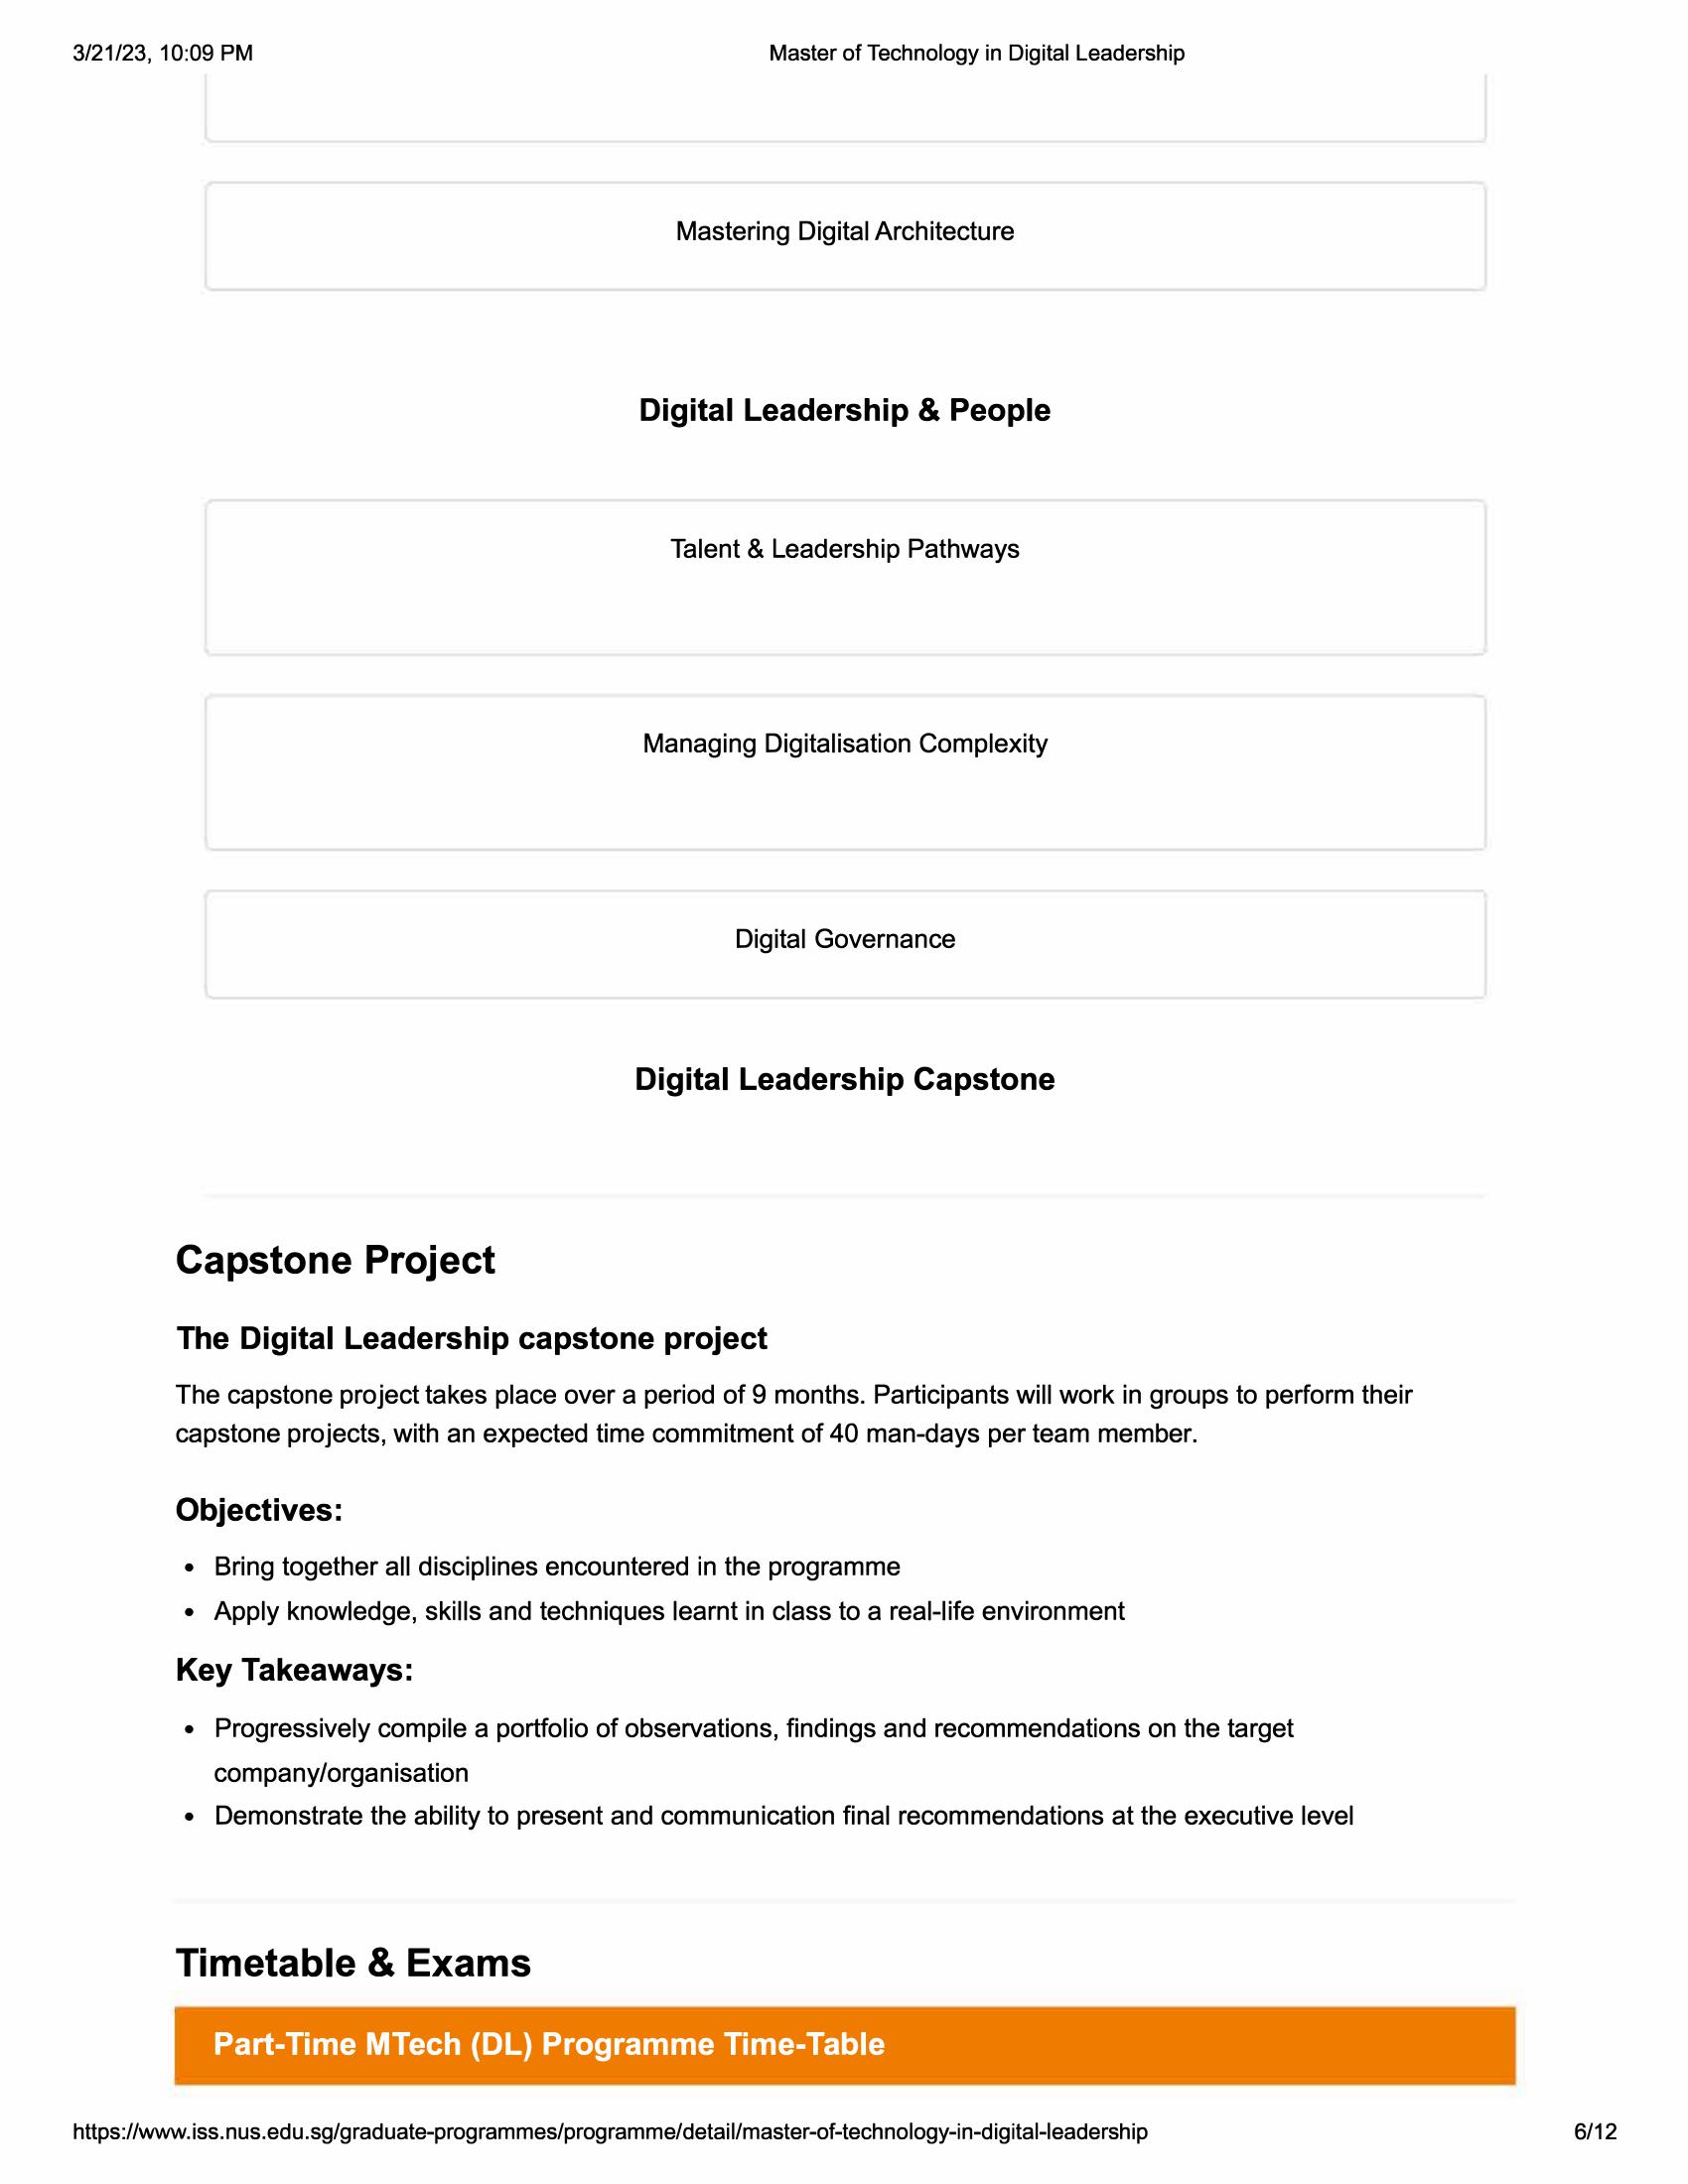 3/21/23, 10:09 PM
Master of Technology in Digital Leadership
Mastering Digital Architecture
Digital Leadership & People
Talent & Leadership Pathways
Managing Digitalisation Complexity
Digital Governance
Digital Leadership Capstone
Capstone Project
The Digital Leadership capstone project
The capstone project takes place over a period of 9 months. Participants will work in groups to perform their
capstone projects, with an expected time commitment of 40 man-days per team member.
Objectives:
• Bring together all disciplines encountered in the programme
• Apply knowledge, skills and techniques learnt in class to a real-life environment
Key Takeaways:
• Progressively compile a portfolio of observations, findings and recommendations on the target
company/organisation
• Demonstrate the ability to present and communication final recommendations at the executive level
Timetable & Exams
Part-Time MTech (DL) Programme Time-Table
https://www.iss.nus.edu.sg/graduate-programmes/programme/detail/master-of-technology-in-digital-leadership
6/12